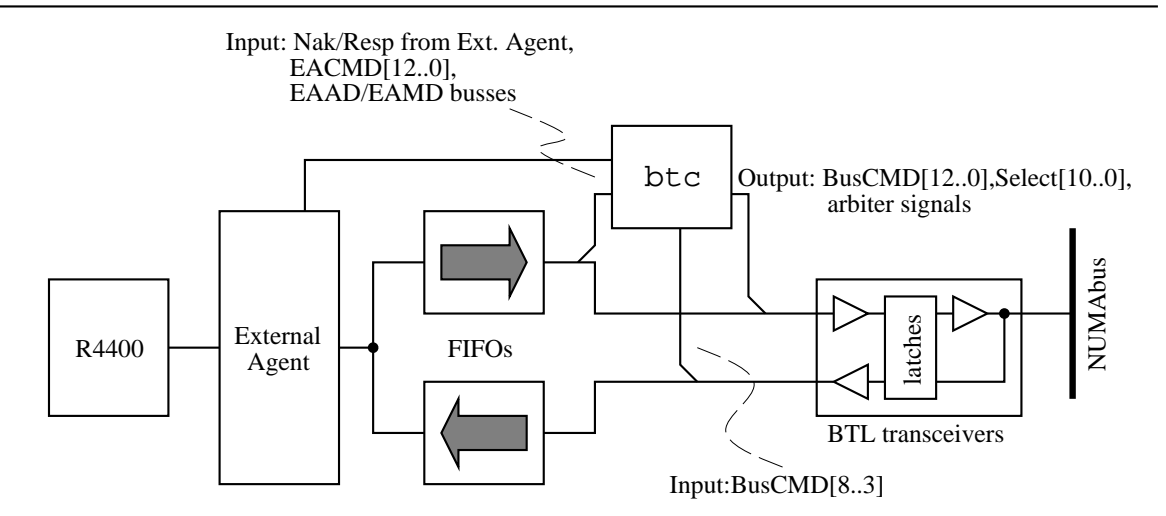 Input: Nak/Resp from Ext. Agent,
EACMD[12..0],
EAAD/EAMD busses
btc
Output: BusCMD[12..0],Select[10..0],
arbiter signals
R4400
External
Agent
FIFOs
latches
NUMAbus
BTL transceivers
Input:BusCMD[8..3]